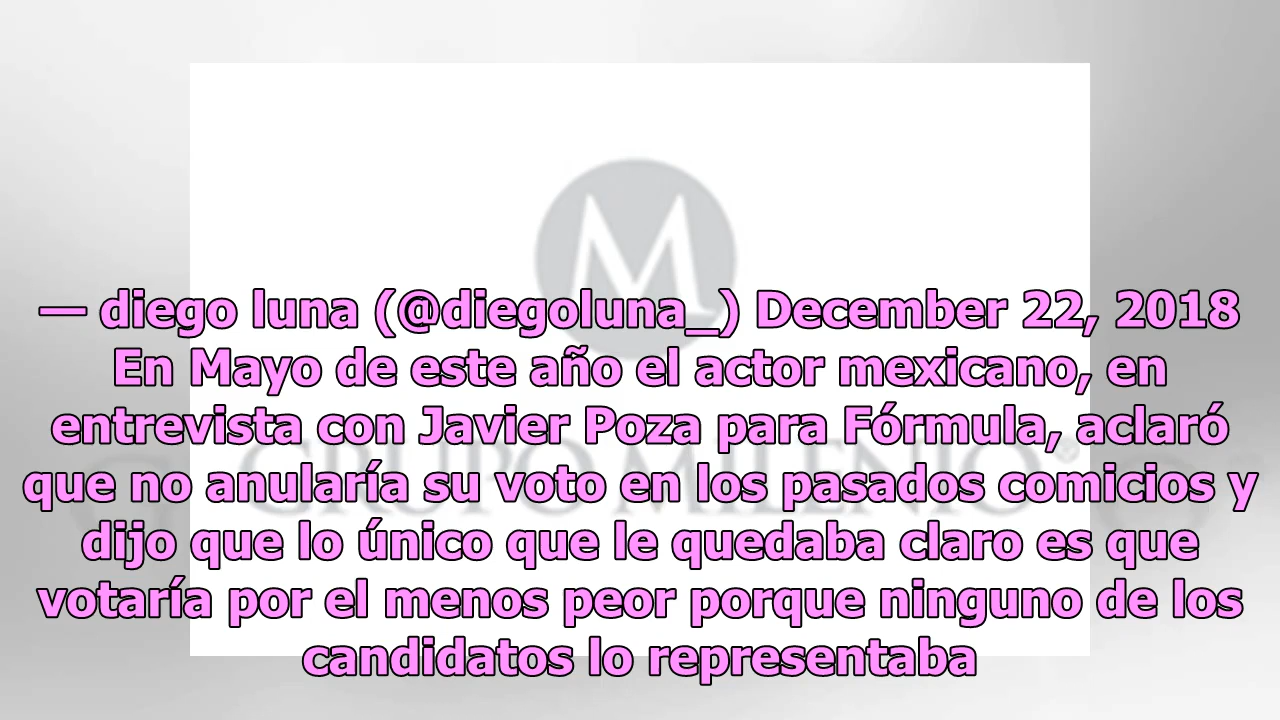 M
— diego luna (@diegoluna_) December 22, 2018
En Mayo de este año el actor mexicano, en
entrevista con Javier Poza para Fórmula, aclaró
GRUPO MILENIO®
que no anularía su voto en los pasados comicios y
dijo que lo único que le quedaba claro es que
votaría por el menos peor porque ninguno de los
candidatos lo representaba